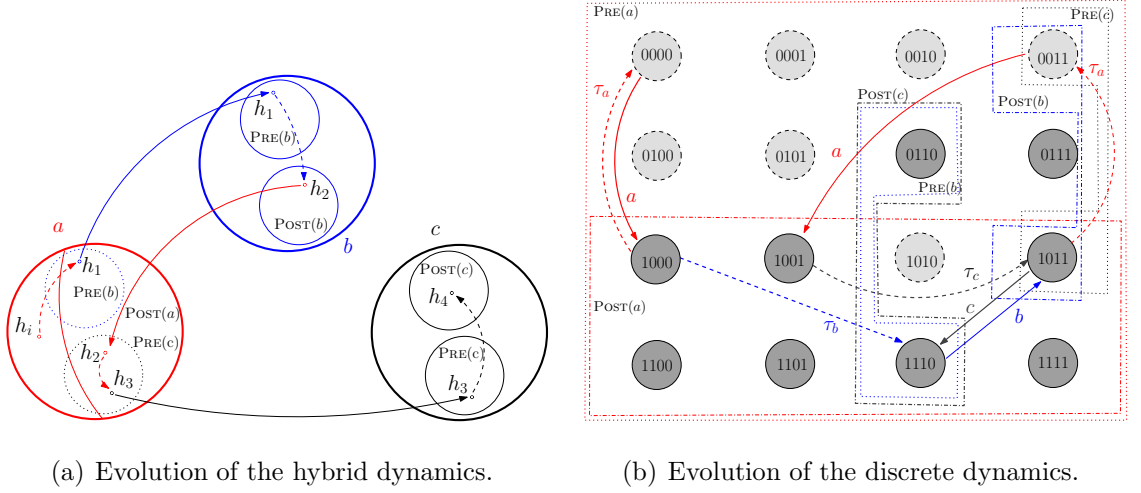 h₁
PRE(b)
h₂
POST(b)
b
a
h₁
PRE(b)
hᵢ
POST(a)
h₂
PRE(c)
h₃
c
POST(c)
h₄
PRE(c)
h₃
(a) Evolution of the hybrid dynamics.
PRE(a)
PRE(c)
0000
0001
0010
0011
τₐ
τₐ
POST(c)
POST(b)
0100
0101
0110
0111
a
a
PRE(b)
1000
1001
1010
1011
τ_c
POST(a)
τ_b
c
b
1100
1101
1110
1111
(b) Evolution of the discrete dynamics.